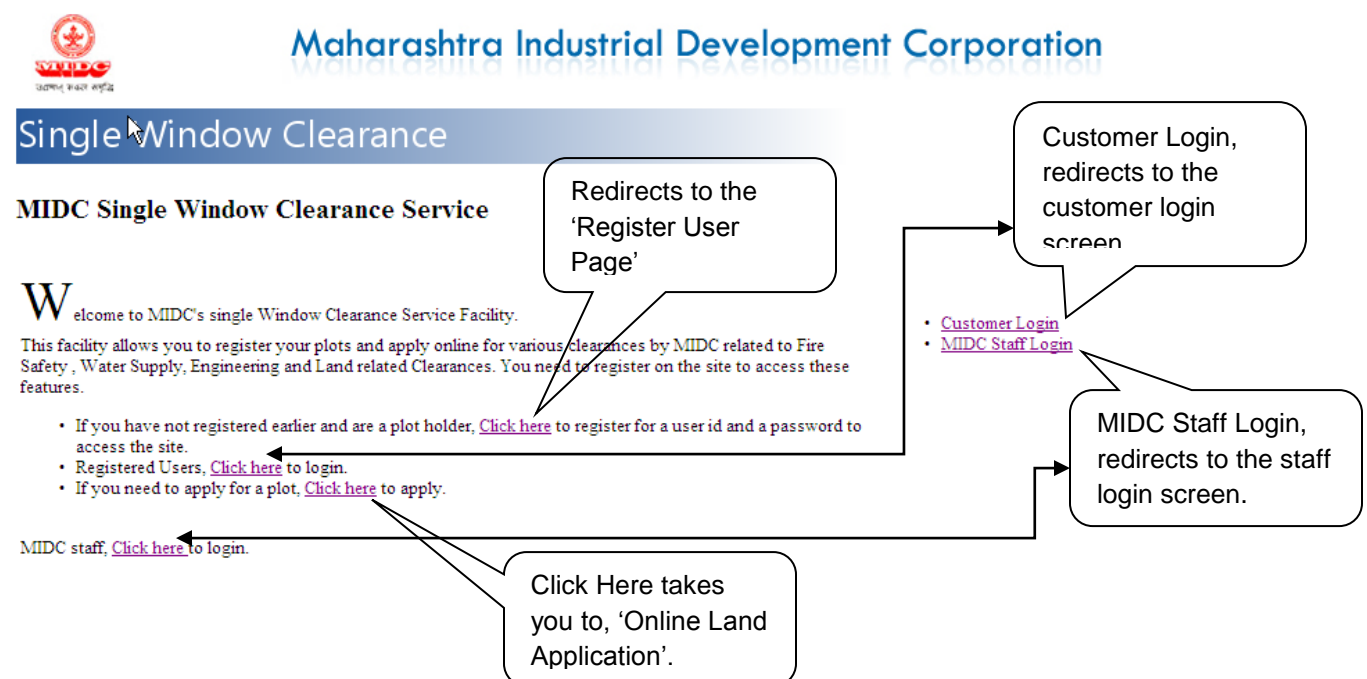 MIDC
Maharashtra Industrial Development Corporation
Single Window Clearance
MIDC Single Window Clearance Service
Redirects to the
‘Register User
Page’
Customer Login,
redirects to the
customer login
screen
Welcome to MIDC's single Window Clearance Service Facility.
This facility allows you to register your plots and apply online for various clearances by MIDC related to Fire
Safety , Water Supply, Engineering and Land related Clearances. You need to register on the site to access these
features.
• Customer Login
• MIDC Staff Login
• If you have not registered earlier and are a plot holder, Click here to register for a user id and a password to
access the site.
• Registered Users, Click here to login.
• If you need to apply for a plot, Click here to apply.
MIDC Staff Login,
redirects to the staff
login screen.
MIDC staff, Click here to login.
Click Here takes
you to, ‘Online Land
Application’.